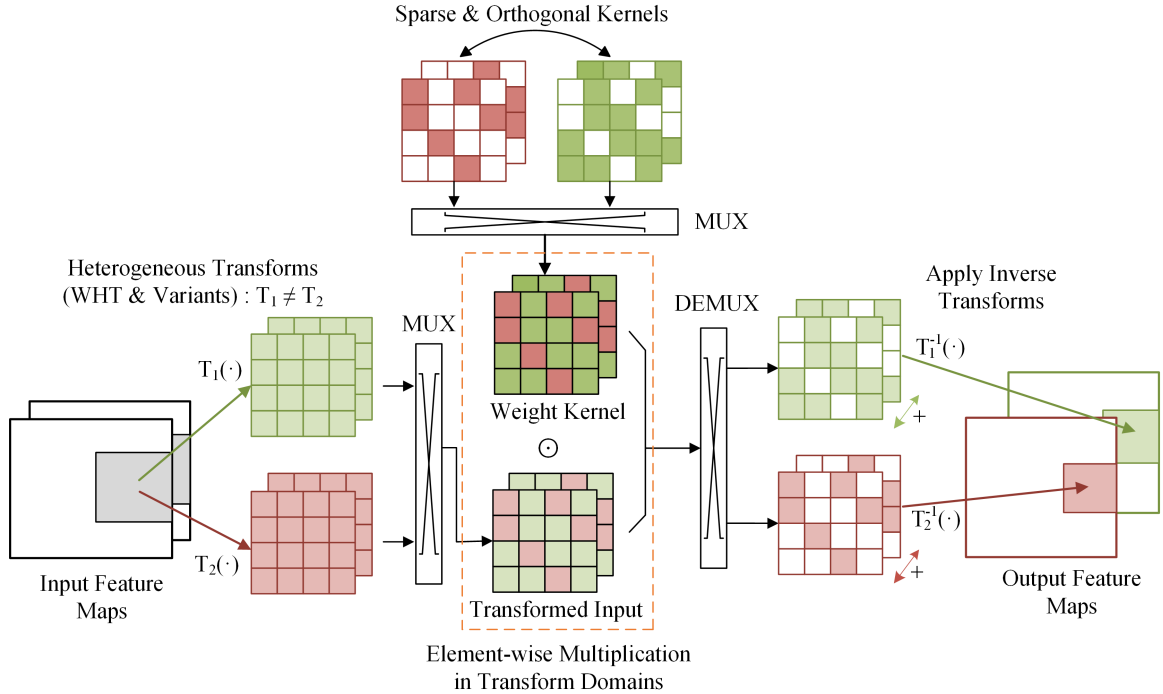 Sparse & Orthogonal Kernels
MUX
Heterogeneous Transforms
(WHT & Variants) : T₁ ≠ T₂
MUX
DEMUX
Apply Inverse
Transforms
T₁(·)
T₁⁻¹(·)
Weight Kernel
+
T₂(·)
T₂⁻¹(·)
+
Input Feature
Maps
Transformed Input
Output Feature
Maps
Element-wise Multiplication
in Transform Domains